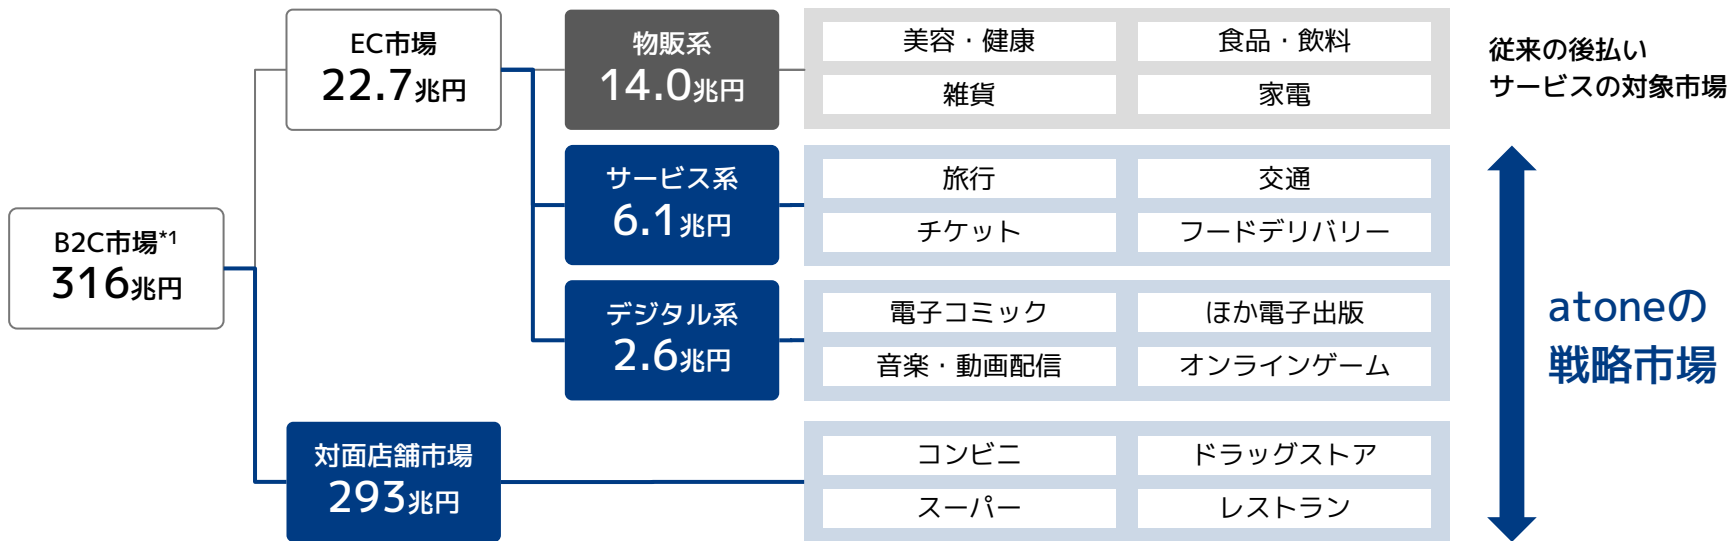 B2C市場*1
316兆円
EC市場
22.7兆円
物販系
14.0兆円
美容・健康
食品・飲料
雑貨
家電
従来の後払い
サービスの対象市場
サービス系
6.1兆円
旅行
交通
チケット
フードデリバリー
デジタル系
2.6兆円
電子コミック
ほか電子出版
音楽・動画配信
オンラインゲーム
対面店舗市場
293兆円
コンビニ
ドラッグストア
スーパー
レストラン
atoneの
戦略市場